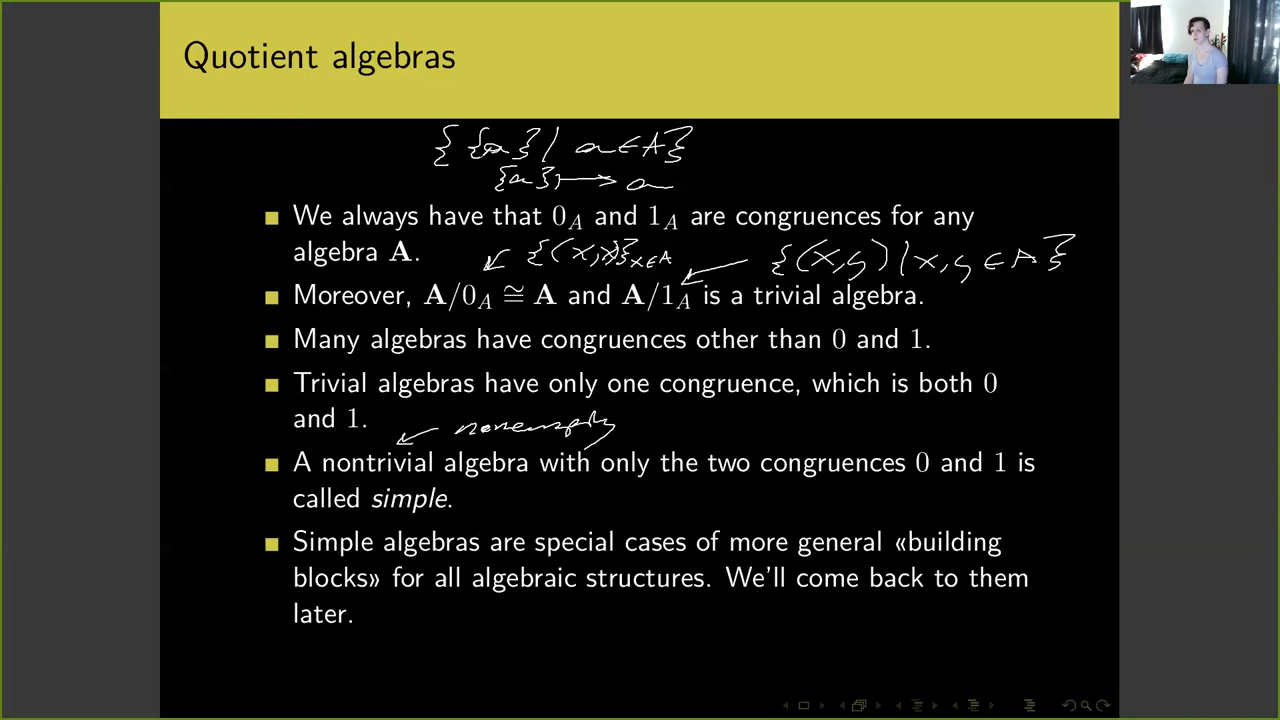 Quotient algebras
{ {a} | a ∈ A }
{a} ⟼ a
We always have that 0_A and 1_A are congruences for any
algebra A.
{(x,x)}_{x∈A}
{(x,y) | x,y ∈ A}
Moreover, A/0_A ≅ A and A/1_A is a trivial algebra.
Many algebras have congruences other than 0 and 1.
Trivial algebras have only one congruence, which is both 0
and 1.
nonempty
A nontrivial algebra with only the two congruences 0 and 1 is
called simple.
Simple algebras are special cases of more general «building
blocks» for all algebraic structures. We'll come back to them
later.